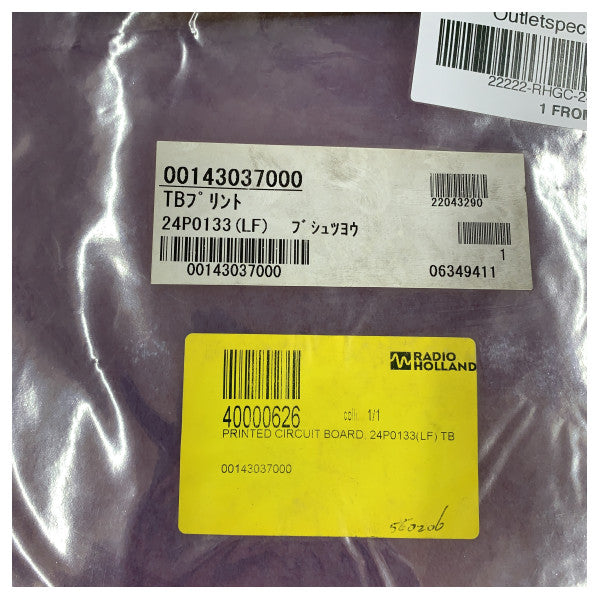 Outletspec
22222-RHGC-2
1 FROM
00143037000
TBプリント
24P0133(LF) ブシュツヨウ
00143037000
22043290
1
06349411
RADIO
HOLLAND
40000626
colli: 1/1
PRINTED CIRCUIT BOARD: 24P0133(LF) TB
00143037000
560206